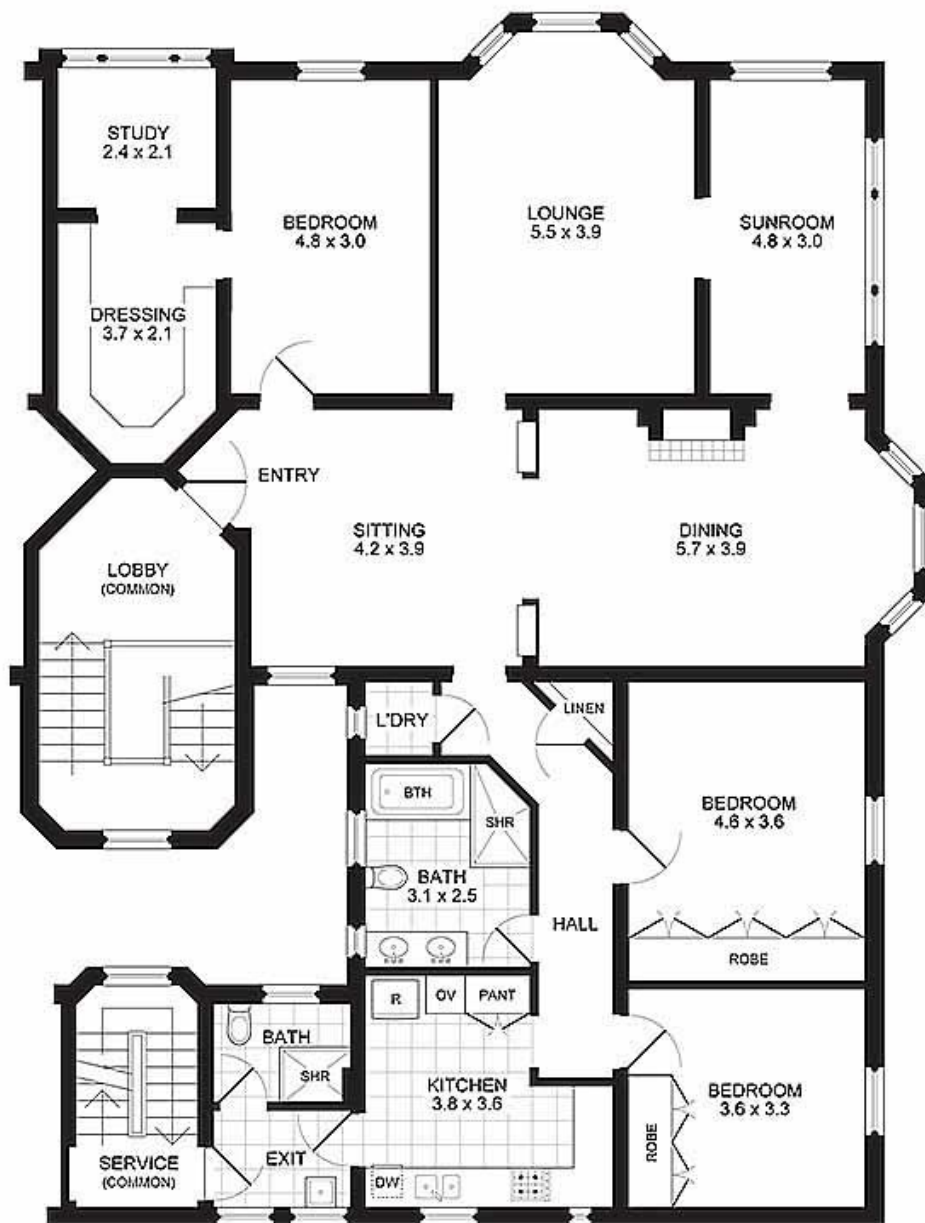 STUDY
2.4 x 2.1
BEDROOM
4.8 x 3.0
LOUNGE
5.5 x 3.9
SUNROOM
4.8 x 3.0
DRESSING
3.7 x 2.1
ENTRY
SITTING
4.2 x 3.9
DINING
5.7 x 3.9
LOBBY
(COMMON)
L'DRY
LINEN
BTH
SHR
BEDROOM
4.6 x 3.6
BATH
3.1 x 2.5
HALL
ROBE
R
OV
PANT
BATH
SHR
KITCHEN
3.8 x 3.6
BEDROOM
3.6 x 3.3
ROBE
SERVICE
(COMMON)
EXIT
DW